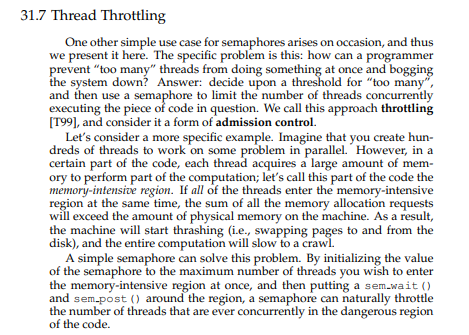 31.7 Thread Throttling
One other simple use case for semaphores arises on occasion, and thus
we present it here. The specific problem is this: how can a programmer
prevent “too many” threads from doing something at once and bogging
the system down? Answer: decide upon a threshold for “too many”,
and then use a semaphore to limit the number of threads concurrently
executing the piece of code in question. We call this approach throttling
[T99], and consider it a form of admission control.
Let’s consider a more specific example. Imagine that you create hun-
dreds of threads to work on some problem in parallel. However, in a
certain part of the code, each thread acquires a large amount of mem-
ory to perform part of the computation; let’s call this part of the code the
memory-intensive region. If all of the threads enter the memory-intensive
region at the same time, the sum of all the memory allocation requests
will exceed the amount of physical memory on the machine. As a result,
the machine will start thrashing (i.e., swapping pages to and from the
disk), and the entire computation will slow to a crawl.
A simple semaphore can solve this problem. By initializing the value
of the semaphore to the maximum number of threads you wish to enter
the memory-intensive region at once, and then putting a sem_wait()
and sem_post() around the region, a semaphore can naturally throttle
the number of threads that are ever concurrently in the dangerous region
of the code.